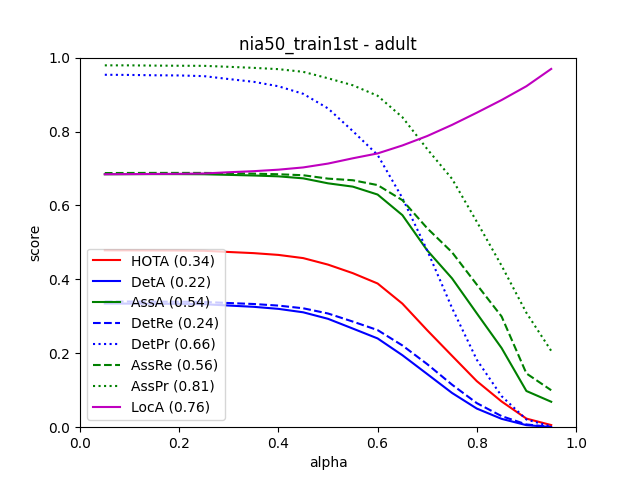 nia50_train1st - adult
score
1.0
0.8
0.6
0.4
0.2
0.0
HOTA (0.34)
DetA (0.22)
AssA (0.54)
DetRe (0.24)
DetPr (0.66)
AssRe (0.56)
AssPr (0.81)
LocA (0.76)
0.0 0.2 0.4 0.6 0.8 1.0
alpha